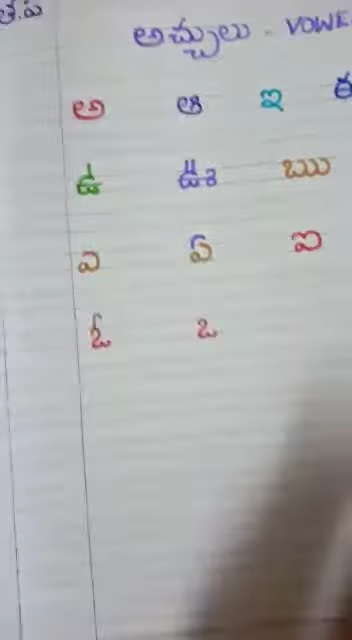 అచ్చులు - VOWE
అ ఆ ఇ
ఉ ఊ ఋ
ఎ ఏ ఐ
ఓ ఒ